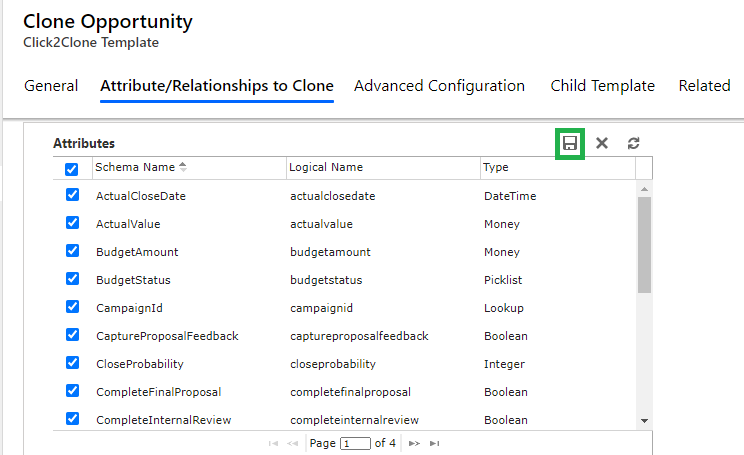 Clone Opportunity
Click2Clone Template
General Attribute/Relationships to Clone Advanced Configuration Child Template Related
Attributes
Schema Name Logical Name Type
ActualCloseDate actualclosedate DateTime
ActualValue actualvalue Money
BudgetAmount budgetamount Money
BudgetStatus budgetstatus Picklist
CampaignId campaignid Lookup
CaptureProposalFeedback captureproposalfeedback Boolean
CloseProbability closeprobability Integer
CompleteFinalProposal completefinalproposal Boolean
CompleteInternalReview completeinternalreview Boolean
Page 1 of 4